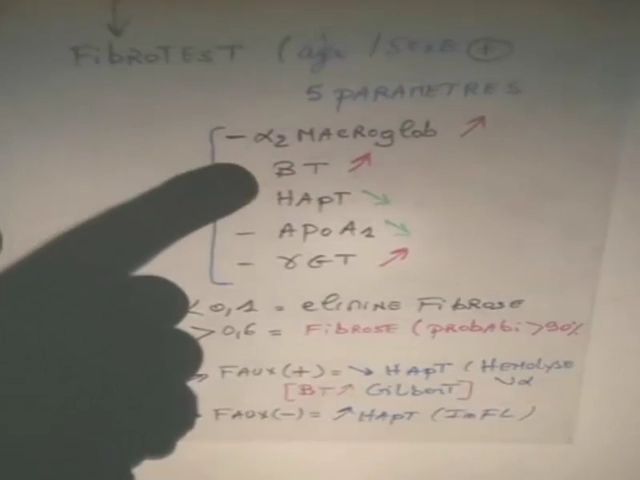 FibROTEST (age /SEXE +
5 PARAMETRES
- α2 MACROglob ↗
BT ↗
HApT ↘
- APOA1 ↘
- γGT ↗
< 0,1 = eliMINE FIbROSE
> 0,6 = FIbROSE (pRObAbi >90%
FAUX(+) = ↘ HApT (HEMOlyse
[BT ↗ GilbERT]
FAUX(-) = ↗ HApT (InFL)